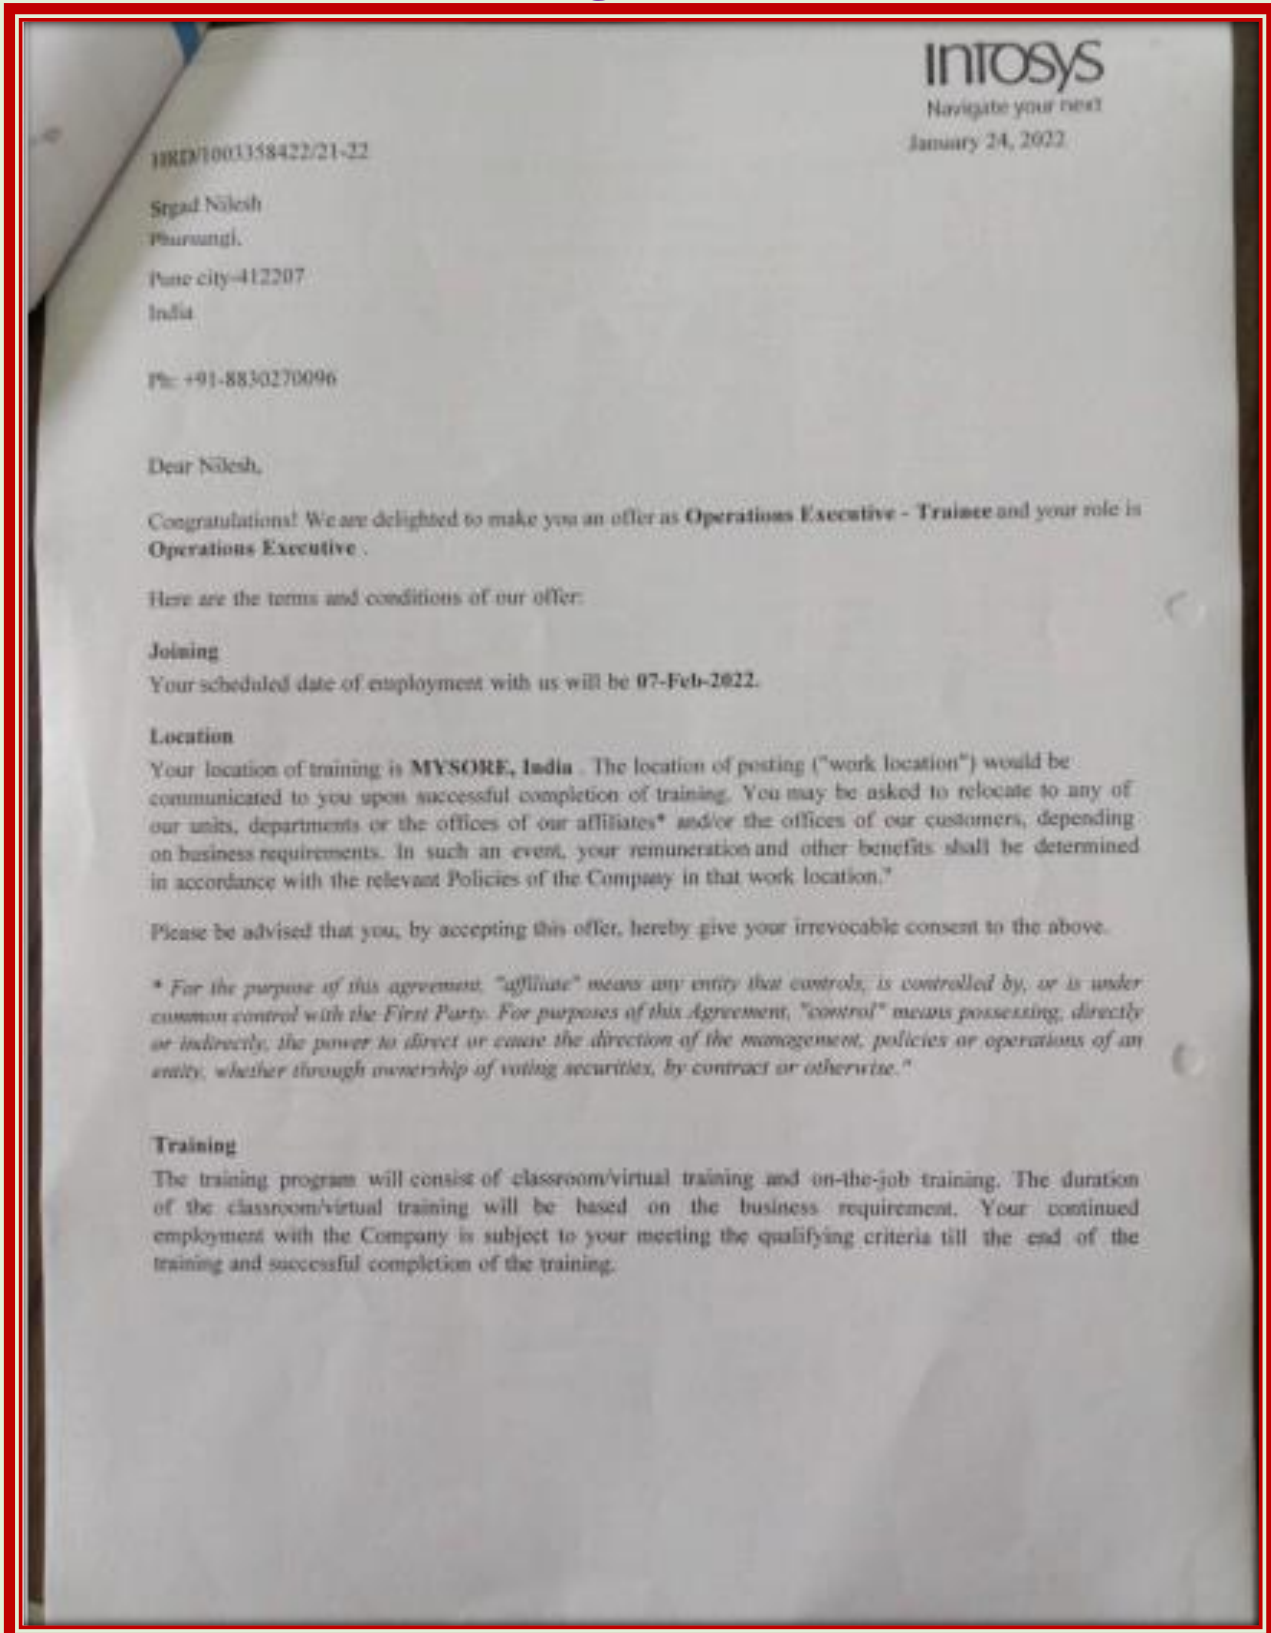 Infosys
Navigate your next
January 24, 2022
HRD/1003358422/21-22
Srgad Nilesh
Phursungi,
Pune city-412207
India
Ph: +91-8830270096
Dear Nilesh,
Congratulations! We are delighted to make you an offer as Operations Executive - Trainee and your role is
Operations Executive .
Here are the terms and conditions of our offer:
Joining
Your scheduled date of employment with us will be 07-Feb-2022.
Location
Your location of training is MYSORE, India . The location of posting ("work location") would be
communicated to you upon successful completion of training. You may be asked to relocate to any of
our units, departments or the offices of our affiliates* and/or the offices of our customers, depending
on business requirements. In such an event, your remuneration and other benefits shall be determined
in accordance with the relevant Policies of the Company in that work location."
Please be advised that you, by accepting this offer, hereby give your irrevocable consent to the above.
* For the purpose of this agreement, "affiliate" means any entity that controls, is controlled by, or is under
common control with the First Party. For purposes of this Agreement, "control" means possessing, directly
or indirectly, the power to direct or cause the direction of the management, policies or operations of an
entity, whether through ownership of voting securities, by contract or otherwise."
Training
The training program will consist of classroom/virtual training and on-the-job training. The duration
of the classroom/virtual training will be based on the business requirement. Your continued
employment with the Company is subject to your meeting the qualifying criteria till the end of the
training and successful completion of the training.